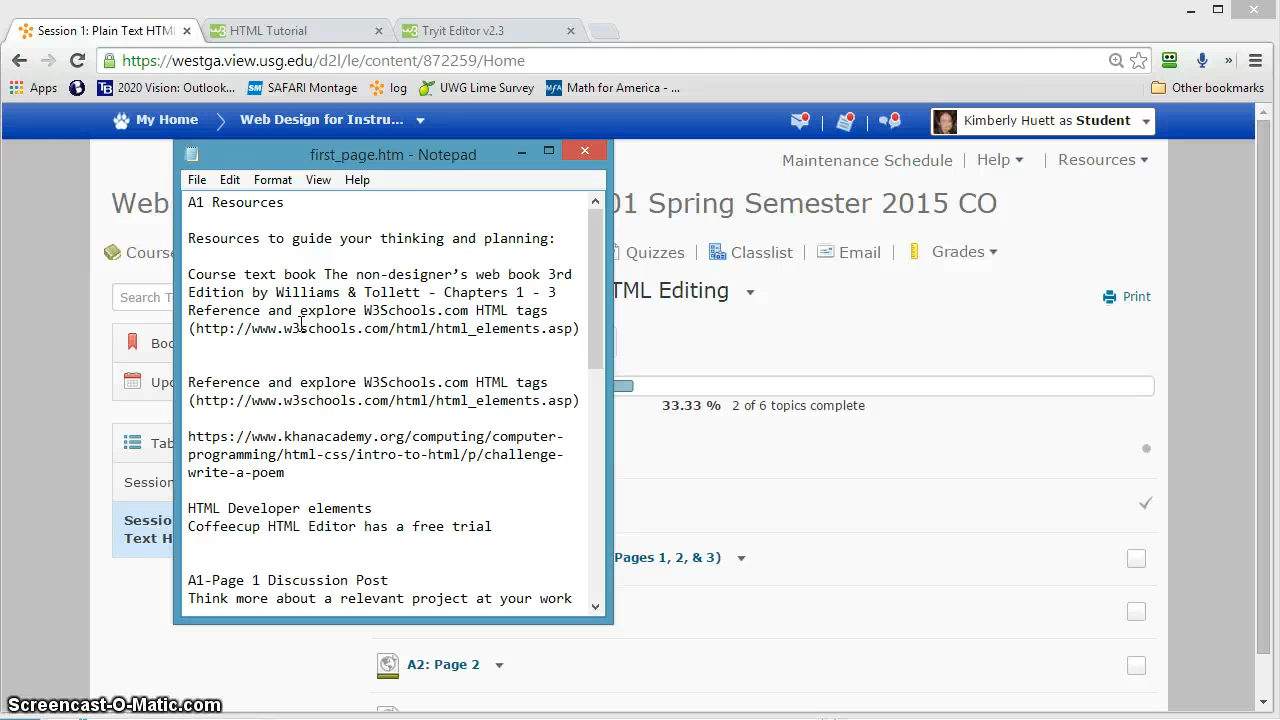 Session 1: Plain Text HTML
HTML Tutorial
Tryit Editor v2.3
https://westga.view.usg.edu/d2l/le/content/872259/Home
Apps
2020 Vision: Outlook...
SAFARI Montage
log
UWG Lime Survey
Math for America - ...
Other bookmarks
My Home
Web Design for Instru...
Kimberly Huett as Student
Maintenance Schedule
Help
Resources
Web
01 Spring Semester 2015 CO
Course
Quizzes
Classlist
Email
Grades
Search T
TML Editing
Print
Boo
Upc
33.33 %
2 of 6 topics complete
Tab
Session
Sessio
Text H
Pages 1, 2, & 3)
A2: Page 2
first_page.htm - Notepad
File
Edit
Format
View
Help
A1 Resources
Resources to guide your thinking and planning:
Course text book The non-designer’s web book 3rd
Edition by Williams & Tollett - Chapters 1 - 3
Reference and explore W3Schools.com HTML tags
(http://www.w3schools.com/html/html_elements.asp)
Reference and explore W3Schools.com HTML tags
(http://www.w3schools.com/html/html_elements.asp)
https://www.khanacademy.org/computing/computer-
programming/html-css/intro-to-html/p/challenge-
write-a-poem
HTML Developer elements
Coffeecup HTML Editor has a free trial
A1-Page 1 Discussion Post
Think more about a relevant project at your work
Screencast-O-Matic.com